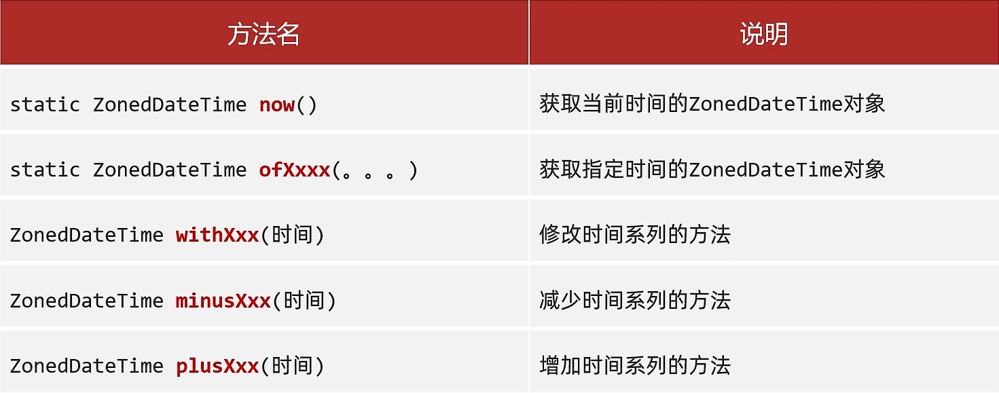 方法名 说明
static ZonedDateTime now() 获取当前时间的ZonedDateTime对象
static ZonedDateTime ofXxxx(。。。) 获取指定时间的ZonedDateTime对象
ZonedDateTime withXxx(时间) 修改时间系列的方法
ZonedDateTime minusXxx(时间) 减少时间系列的方法
ZonedDateTime plusXxx(时间) 增加时间系列的方法